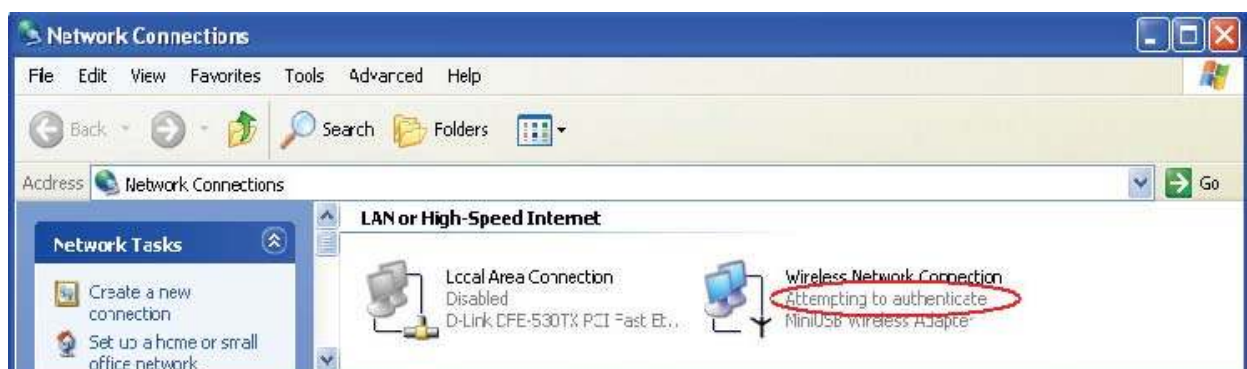 Network Connections
File Edit View Favorites Tools Advanced Help
Back Search Folders
Address Network Connections Go
Network Tasks
Create a new
connection
Set up a home or small
office network
LAN or High-Speed Internet
Local Area Connection
Disabled
D-Link DFE-530TX PCI Fast Et...
Wireless Network Connection
Attempting to authenticate
MiniUSB Wireless Adapter